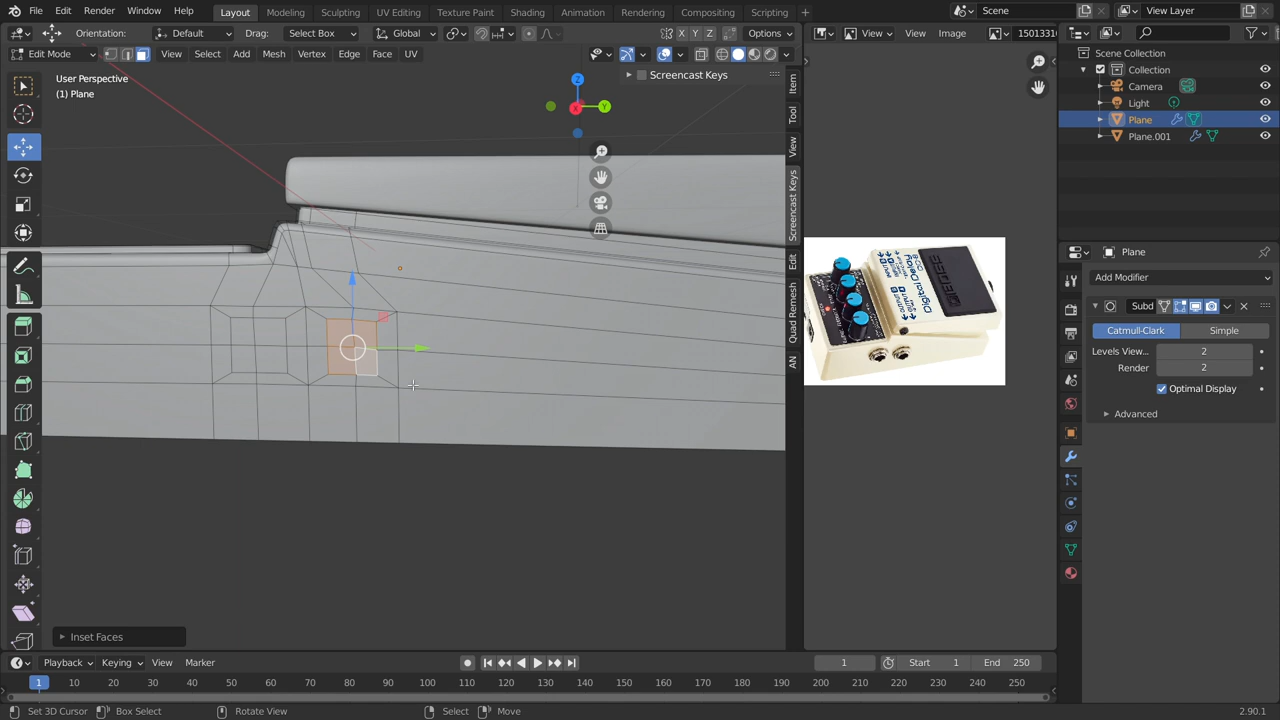 File Edit Render Window Help Layout Modeling Sculpting UV Editing Texture Paint Shading Animation Rendering Compositing Scripting + Scene View Layer
Orientation: Default Drag: Select Box Global X Y Z Options View View Image 1501331
Edit Mode View Select Add Mesh Vertex Edge Face UV
User Perspective
(1) Plane
Screencast Keys
Z
Y
X
Item
Tool
View
Screencast Keys
Edit
Quad Remesh
AN
Scene Collection
Collection
Camera
Light
Plane
Plane.001
Plane
Add Modifier
Subd
Catmull-Clark Simple
Levels View... 2
Render 2
Optimal Display
Advanced
Digital Delay
Inset Faces
Playback Keying View Marker 1 Start 1 End 250
1 10 20 30 40 50 60 70 80 90 100 110 120 130 140 150 160 170 180 190 200 210 220 230 240 250
Set 3D Cursor Box Select Rotate View Select Move 2.90.1